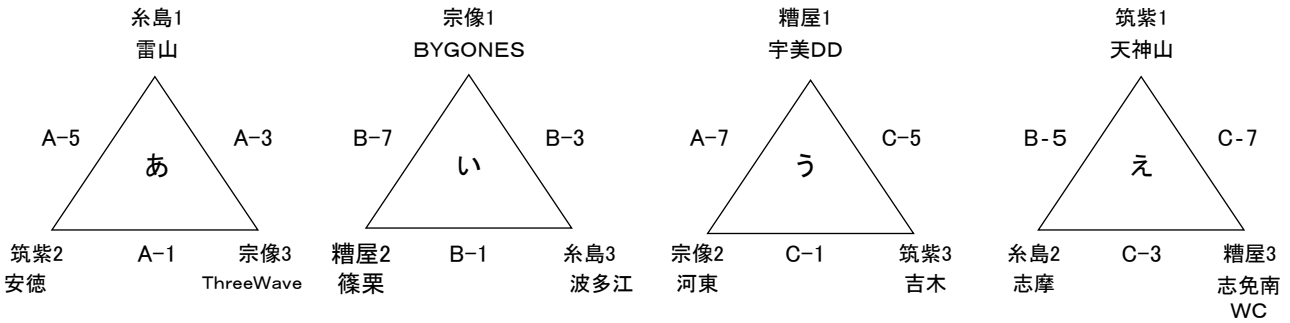 糸島1
雷山
A-5
A-3
あ
筑紫2
安徳
A-1
宗像3
ThreeWave
宗像1
BYGONES
B-7
B-3
い
糟屋2
篠栗
B-1
糸島3
波多江
糟屋1
宇美DD
A-7
C-5
う
宗像2
河東
C-1
筑紫3
吉木
筑紫1
天神山
B-5
C-7
え
糸島2
志摩
C-3
糟屋3
志免南
WC